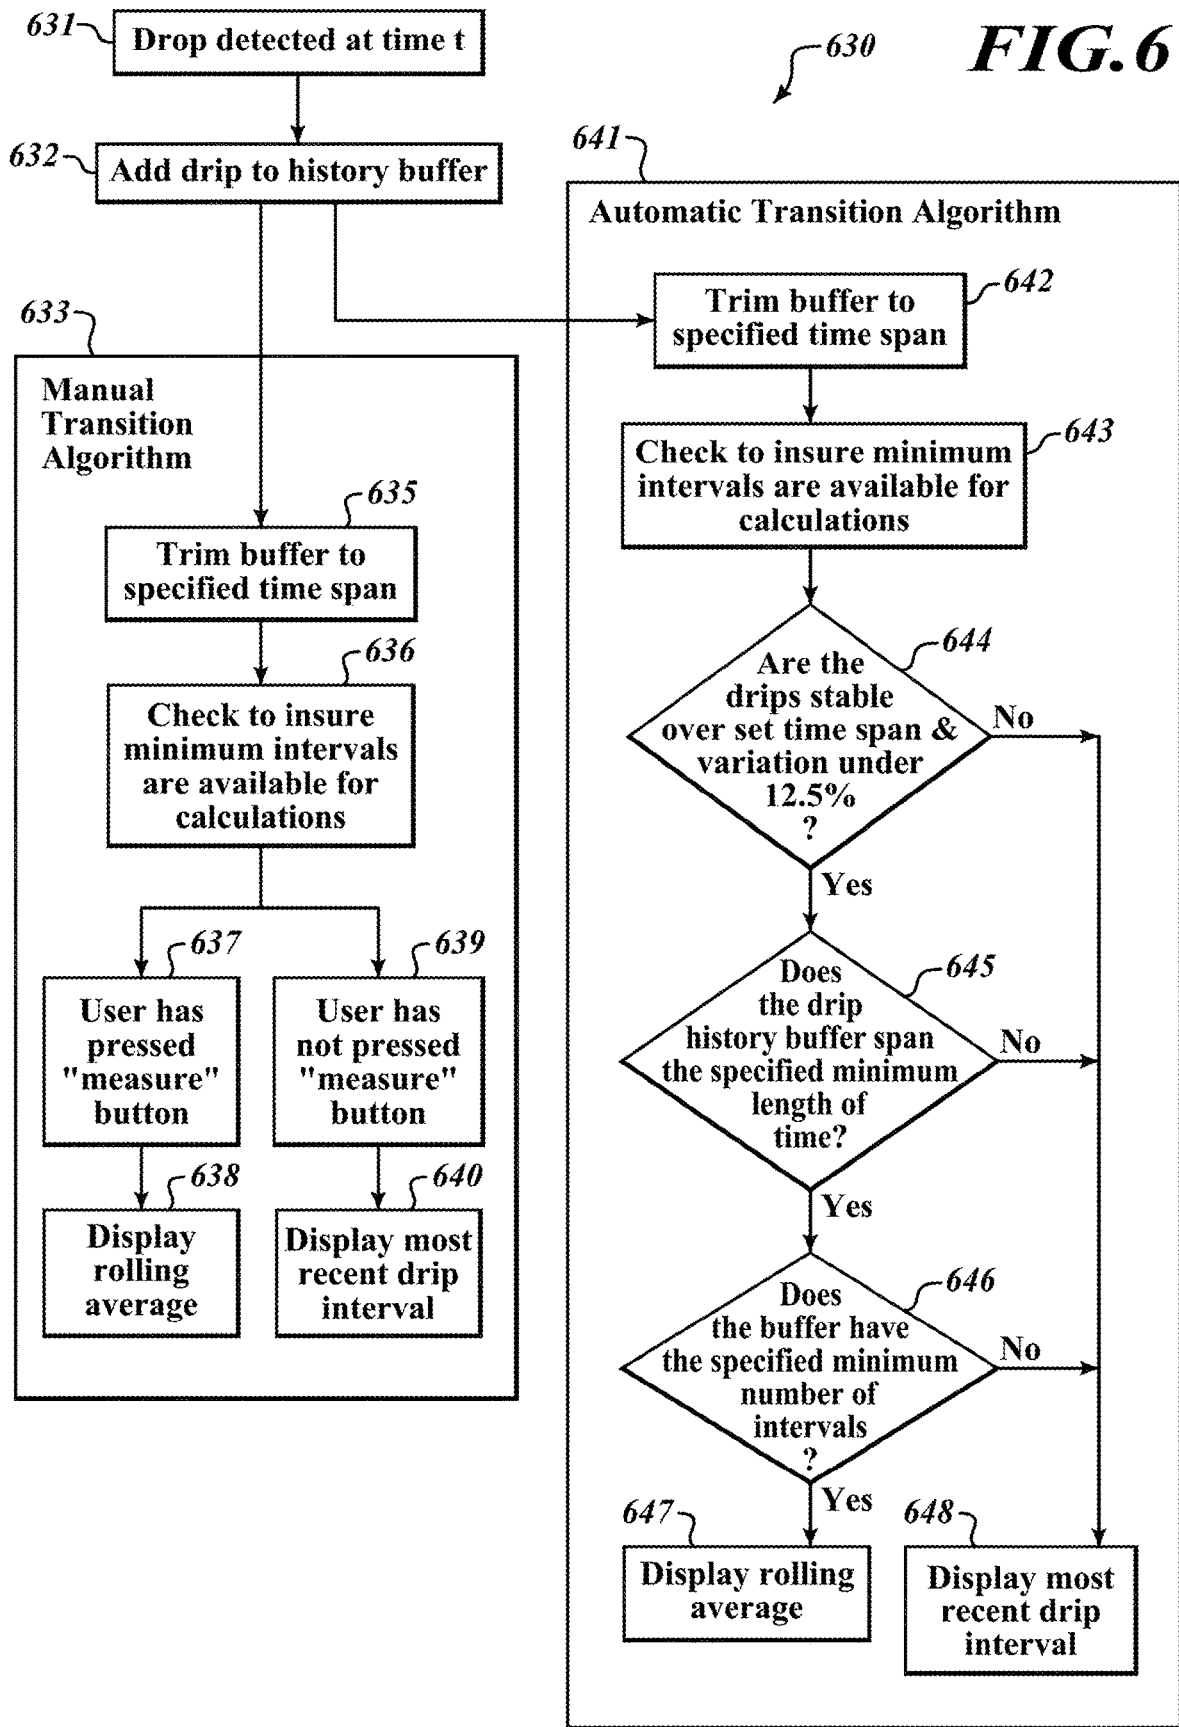 FIG.6
630
631
Drop detected at time t
632
Add drip to history buffer
633
Manual
Transition
Algorithm
635
Trim buffer to
specified time span
636
Check to insure
minimum intervals
are available for
calculations
637
User has
pressed
"measure"
button
638
Display
rolling
average
639
User has
not pressed
"measure"
button
640
Display most
recent drip
interval
641
Automatic Transition Algorithm
642
Trim buffer to
specified time span
643
Check to insure minimum
intervals are available for
calculations
644
Are the
drips stable
over set time span &
variation under
12.5%
?
No
Yes
645
Does
the drip
history buffer span
the specified minimum
length of
time?
No
Yes
646
Does
the buffer have
the specified minimum
number of
intervals
?
No
Yes
647
Display rolling
average
648
Display most
recent drip
interval